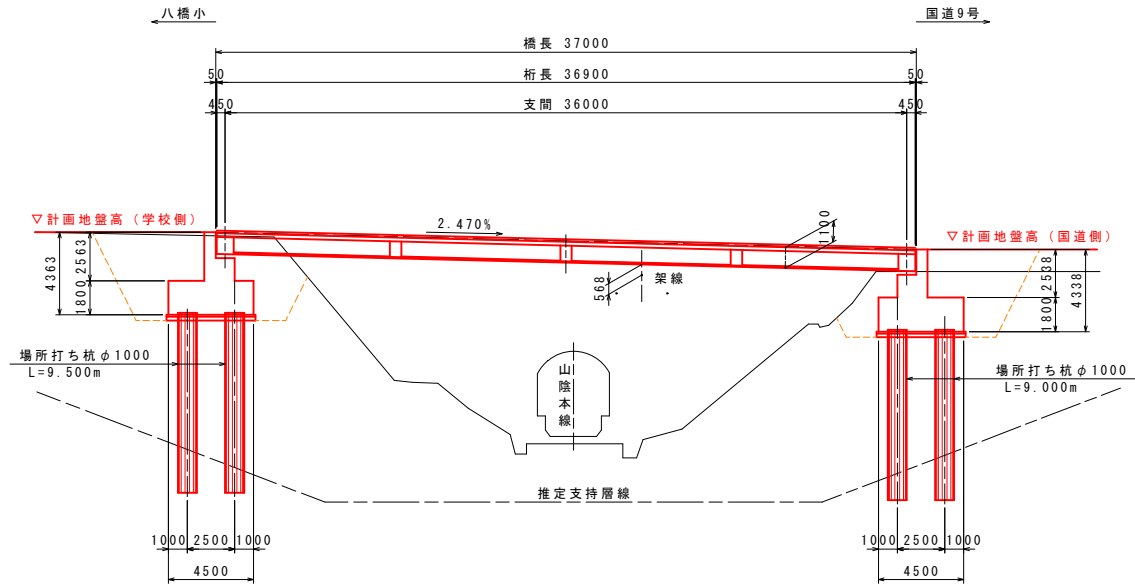 八橋小
国道9号
橋長 37000
50
桁長 36900
50
450
支間 36000
450
▽計画地盤高(学校側)
2.470%
1100
▽計画地盤高(国道側)
4363
2563
1800
568
架線
2538
1800
4338
場所打ち杭φ1000
L=9.500m
山陰本線
場所打ち杭φ1000
L=9.000m
推定支持層線
1000 2500 1000
4500
1000 2500 1000
4500